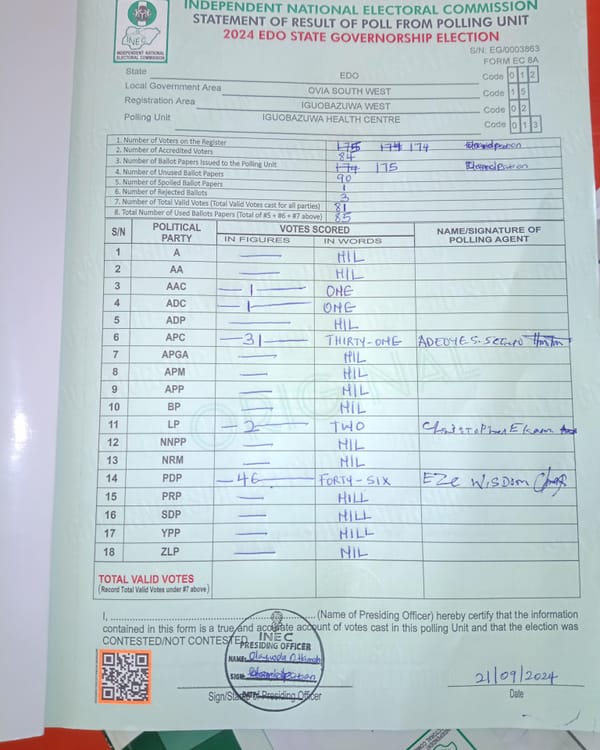 INDEPENDENT NATIONAL ELECTORAL COMMISSION
STATEMENT OF RESULT OF POLL FROM POLLING UNIT
2024 EDO STATE GOVERNORSHIP ELECTION
INEC
INDEPENDENT NATIONAL ELECTORAL COMMISSION
S/N: EG/0003863
FORM EC 8A
State EDO Code 0 1 2
Local Government Area OVIA SOUTH WEST Code 1 5
Registration Area IGUOBAZUWA WEST Code 0 2
Polling Unit IGUOBAZUWA HEALTH CENTRE Code 0 1 3
1. Number of Voters on the Register 175 174 174
2. Number of Accredited Voters 84
3. Number of Ballot Papers Issued to the Polling Unit 174 175
4. Number of Unused Ballot Papers 90
5. Number of Spoiled Ballot Papers 1
6. Number of Rejected Ballots 3
7. Number of Total Valid Votes (Total Valid Votes cast for all parties) 81
8. Total Number of Used Ballots Papers (Total of #5 + #6 + #7 above) 85
S/N POLITICAL PARTY VOTES SCORED NAME/SIGNATURE OF POLLING AGENT
IN FIGURES IN WORDS
1 A NIL
2 AA NIL
3 AAC 1 ONE
4 ADC 1 ONE
5 ADP NIL
6 APC 31 THIRTY-ONE ADEOYE S. SEGUN
7 APGA NIL
8 APM NIL
9 APP NIL
10 BP NIL
11 LP 2 TWO Christopher Ekam
12 NNPP NIL
13 NRM NIL
14 PDP 46 FORTY-SIX EZE WISDOM
15 PRP HILL
16 SDP HILL
17 YPP HILL
18 ZLP NIL
ORIGINAL
TOTAL VALID VOTES
(Record Total Valid Votes under #7 above)
I, (Name of Presiding Officer) hereby certify that the information
contained in this form is a true and accurate account of votes cast in this polling Unit and that the election was
CONTESTED/NOT CONTESTED
INEC
PRESIDING OFFICER
NAME:
SIGN:
DATE:
21/09/2024
Sign/Stamp of Presiding Officer Date